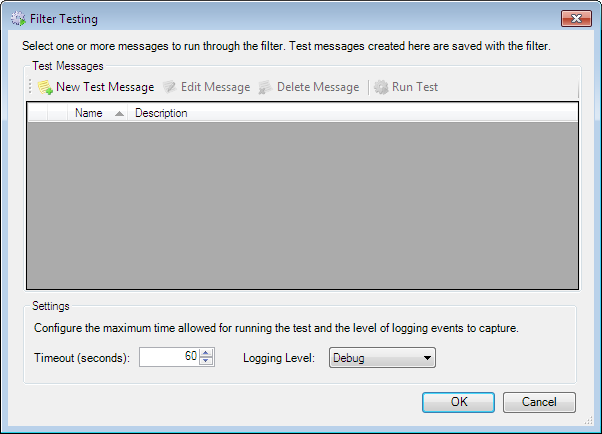 Filter Testing
Select one or more messages to run through the filter. Test messages created here are saved with the filter.
Test Messages
New Test Message Edit Message Delete Message Run Test
Name Description
Settings
Configure the maximum time allowed for running the test and the level of logging events to capture.
Timeout (seconds): 60 Logging Level: Debug
OK Cancel